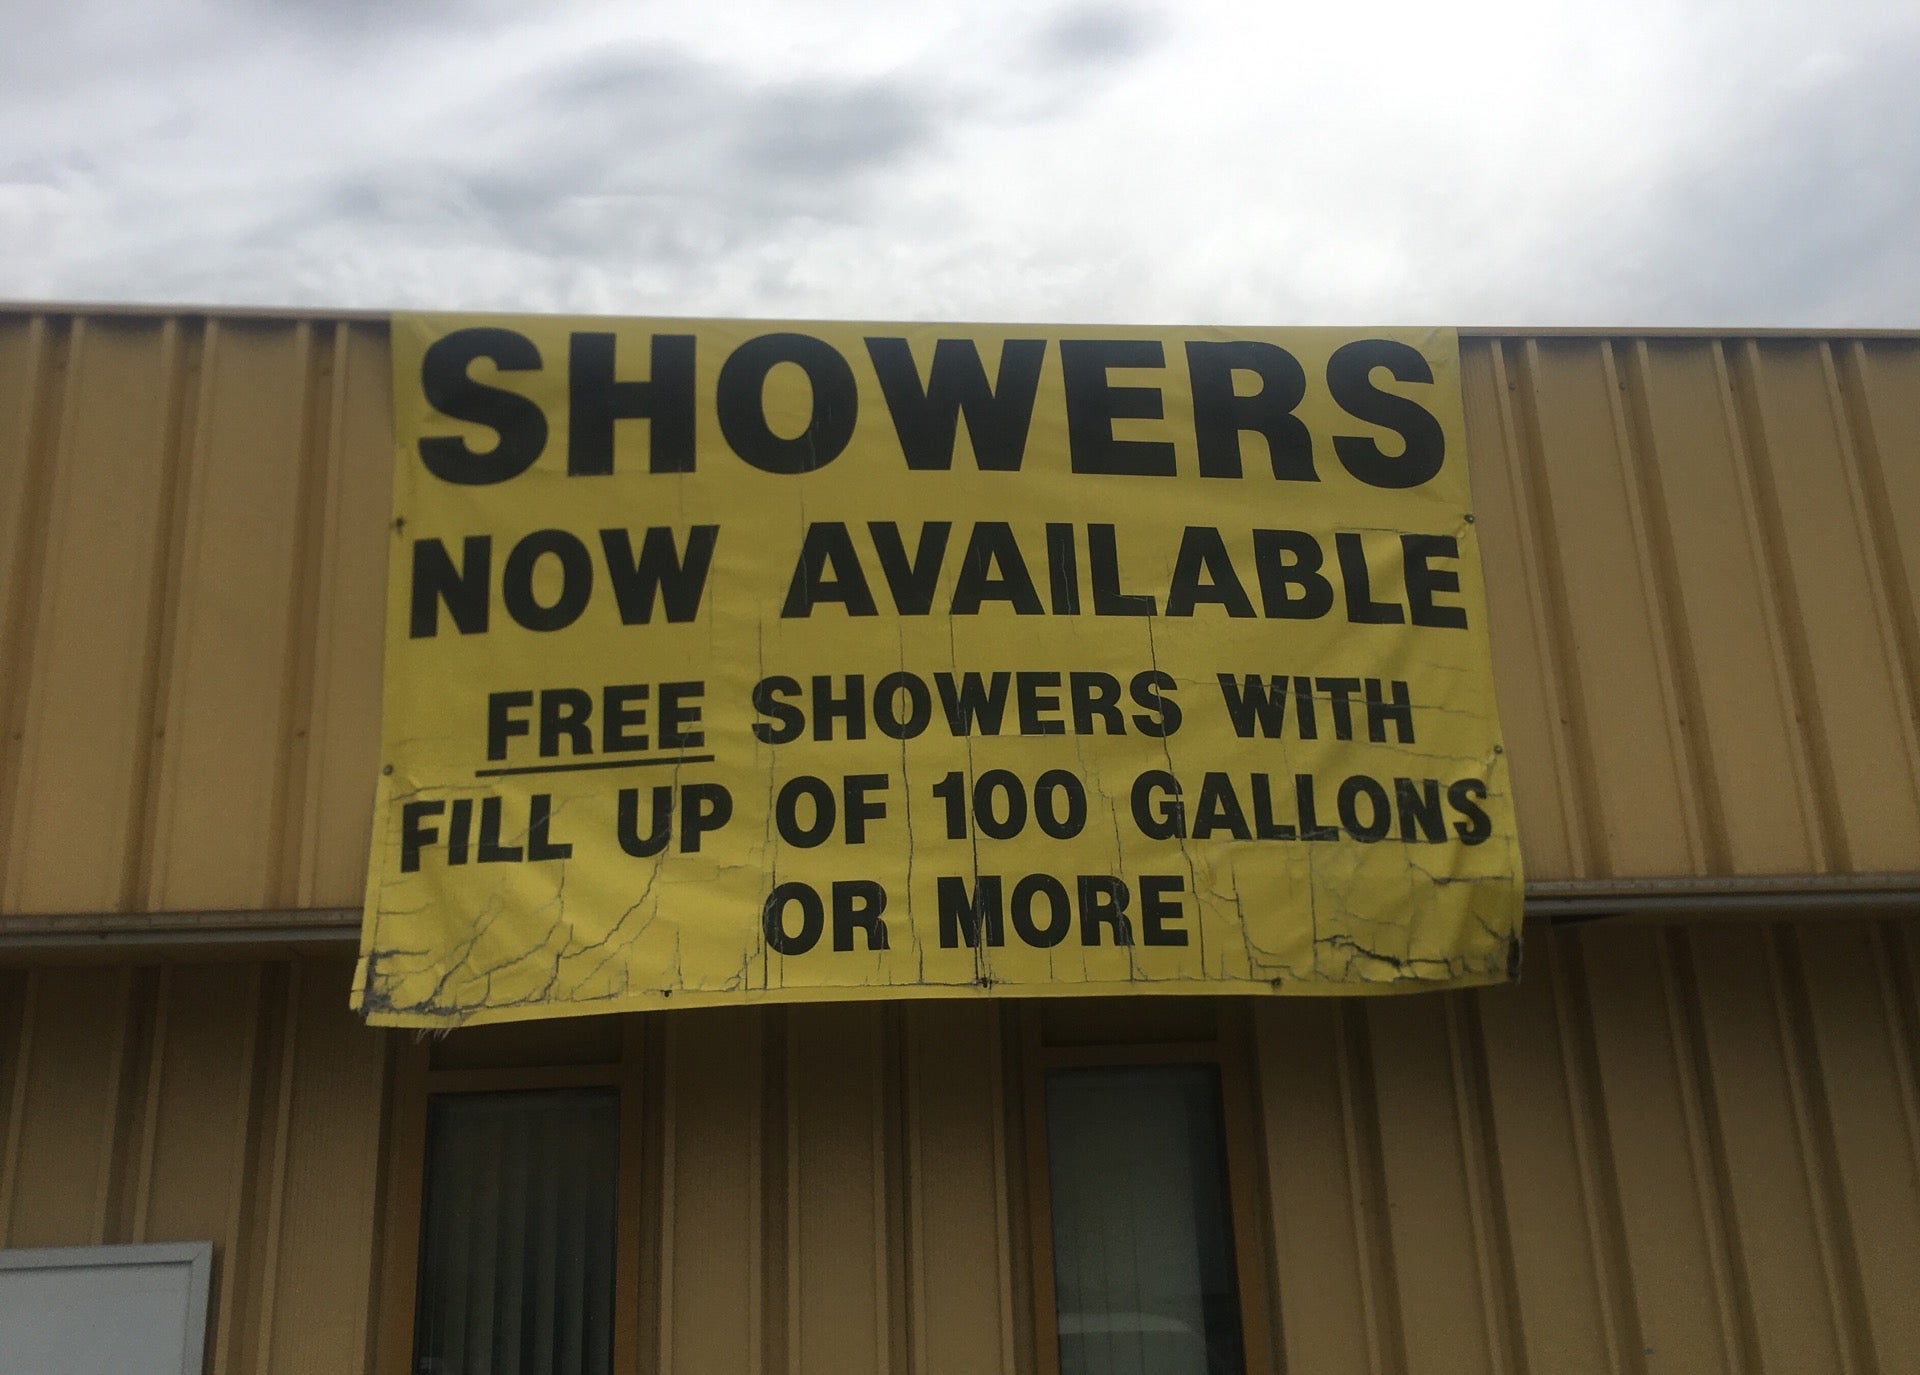 SHOWERS
NOW AVAILABLE
FREE SHOWERS WITH
FILL UP OF 100 GALLONS
OR MORE